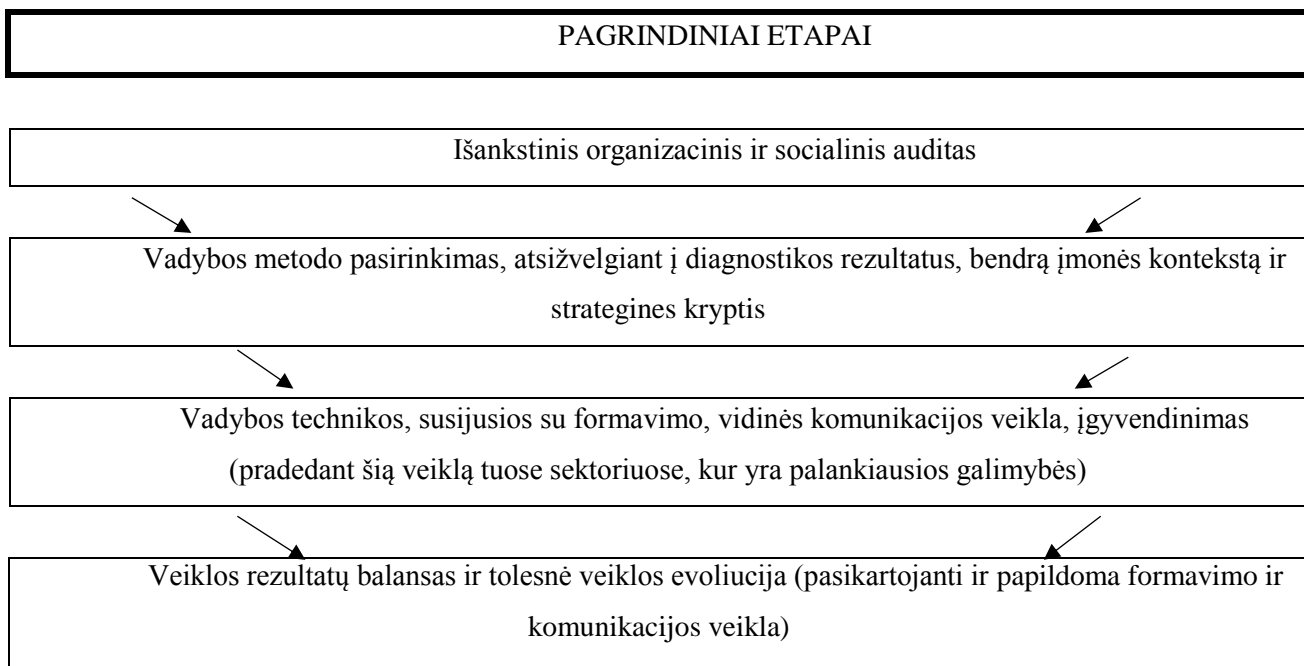 PAGRINDINIAI ETAPAI
Išankstinis organizacinis ir socialinis auditas
Vadybos metodo pasirinkimas, atsižvelgiant į diagnostikos rezultatus, bendrą įmonės kontekstą ir
strategines kryptis
Vadybos technikos, susijusios su formavimo, vidinės komunikacijos veikla, įgyvendinimas
(pradedant šią veiklą tuose sektoriuose, kur yra palankiausios galimybės)
Veiklos rezultatų balansas ir tolesnė veiklos evoliucija (pasikartojanti ir papildoma formavimo ir
komunikacijos veikla)